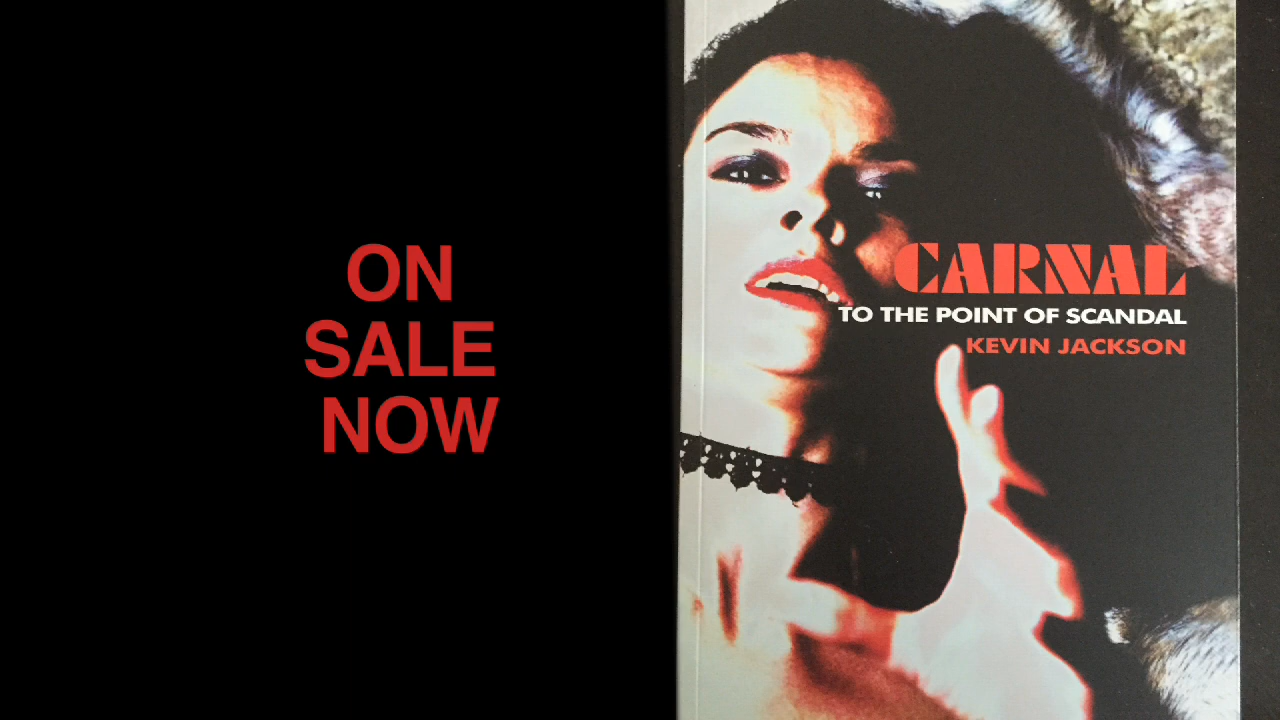 ON
SALE
NOW
CARNAL
TO THE POINT OF SCANDAL
KEVIN JACKSON